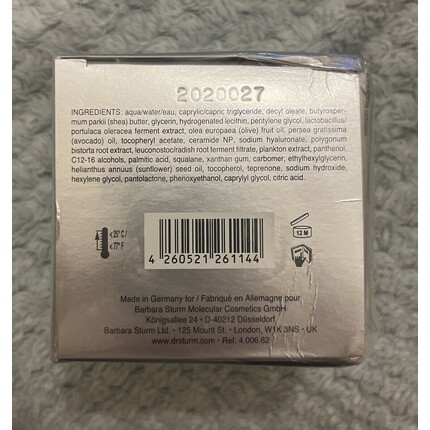 2020027
INGREDIENTS: aqua/water/eau, caprylic/capric triglyceride, decyl oleate, butyrosper-
mum parkii (shea) butter, glycerin, hydrogenated lecithin, pentylene glycol, lactobacillus/
portulaca oleracea ferment extract, olea europaea (olive) fruit oil, persea gratissima
(avocado) oil, tocopheryl acetate, ceramide NP, sodium hyaluronate, polygonum
bistorta root extract, leuconostoc/radish root ferment filtrate, plankton extract, panthenol,
C12-16 alcohols, palmitic acid, squalane, xanthan gum, carbomer, ethylhexylglycerin,
helianthus annuus (sunflower) seed oil, tocopherol, teprenone, sodium hydroxide,
hexylene glycol, pantolactone, phenoxyethanol, caprylyl glycol, citric acid.
<25° C/
<77° F
12 M
4 260521 261144
Made in Germany for / Fabriqué en Allemagne pour
Barbara Sturm Molecular Cosmetics GmbH
Königsallee 24 • D-40212 Düsseldorf
Barbara Sturm Ltd. • 125 Mount St. • London, W1K 3NS • UK
www.drsturm.com • Rel. 4.006.62